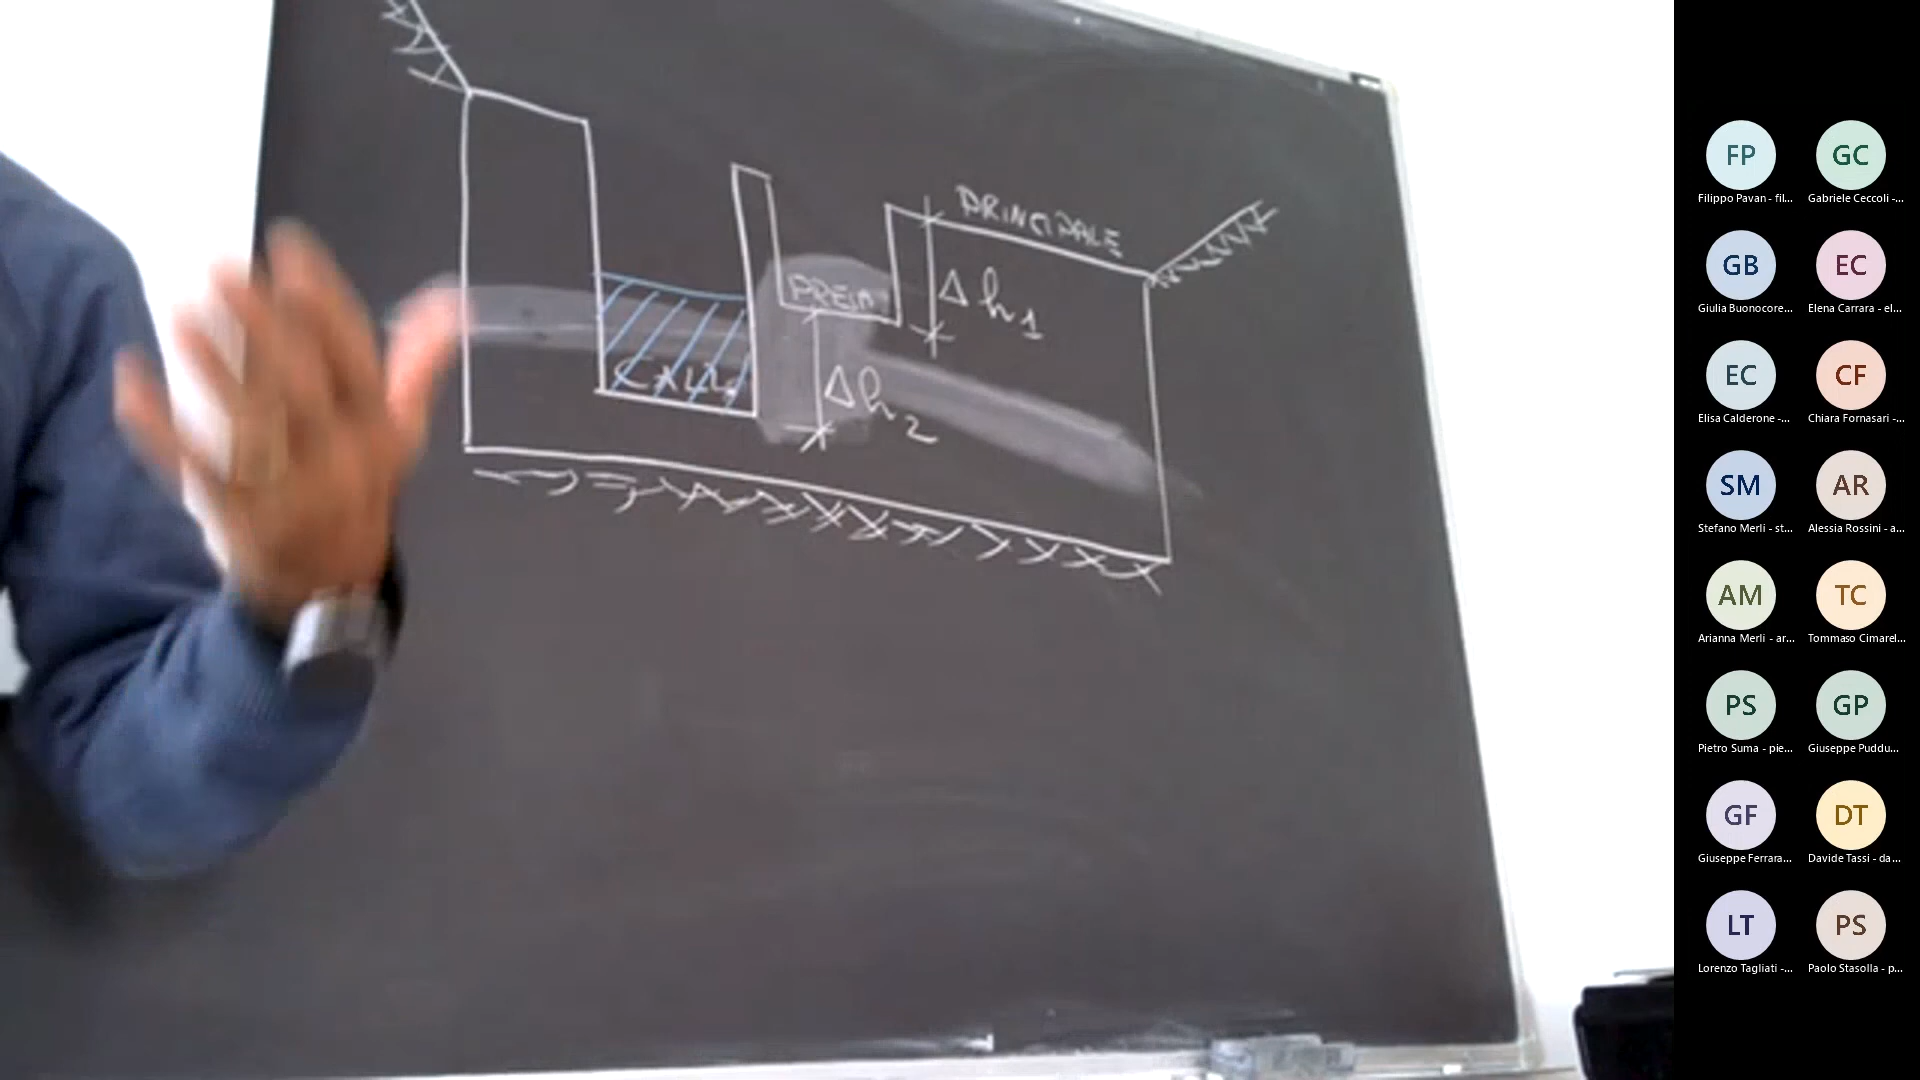 PRINCIPALE
Δh1
Δh2
FP
GC
Filippo Pavan - fil...
Gabriele Ceccoli -...
GB
EC
Giulia Buonocore...
Elena Carrara - el...
EC
CF
Elisa Calderone -...
Chiara Fornasari -...
SM
AR
Stefano Merli - st...
Alessia Rossini - a...
AM
TC
Arianna Merli - ar...
Tommaso Cimarel...
PS
GP
Pietro Suma - pie...
Giuseppe Puddu...
GF
DT
Giuseppe Ferrara...
Davide Tassi - da...
LT
PS
Lorenzo Tagliati -...
Paolo Stasolla - p...